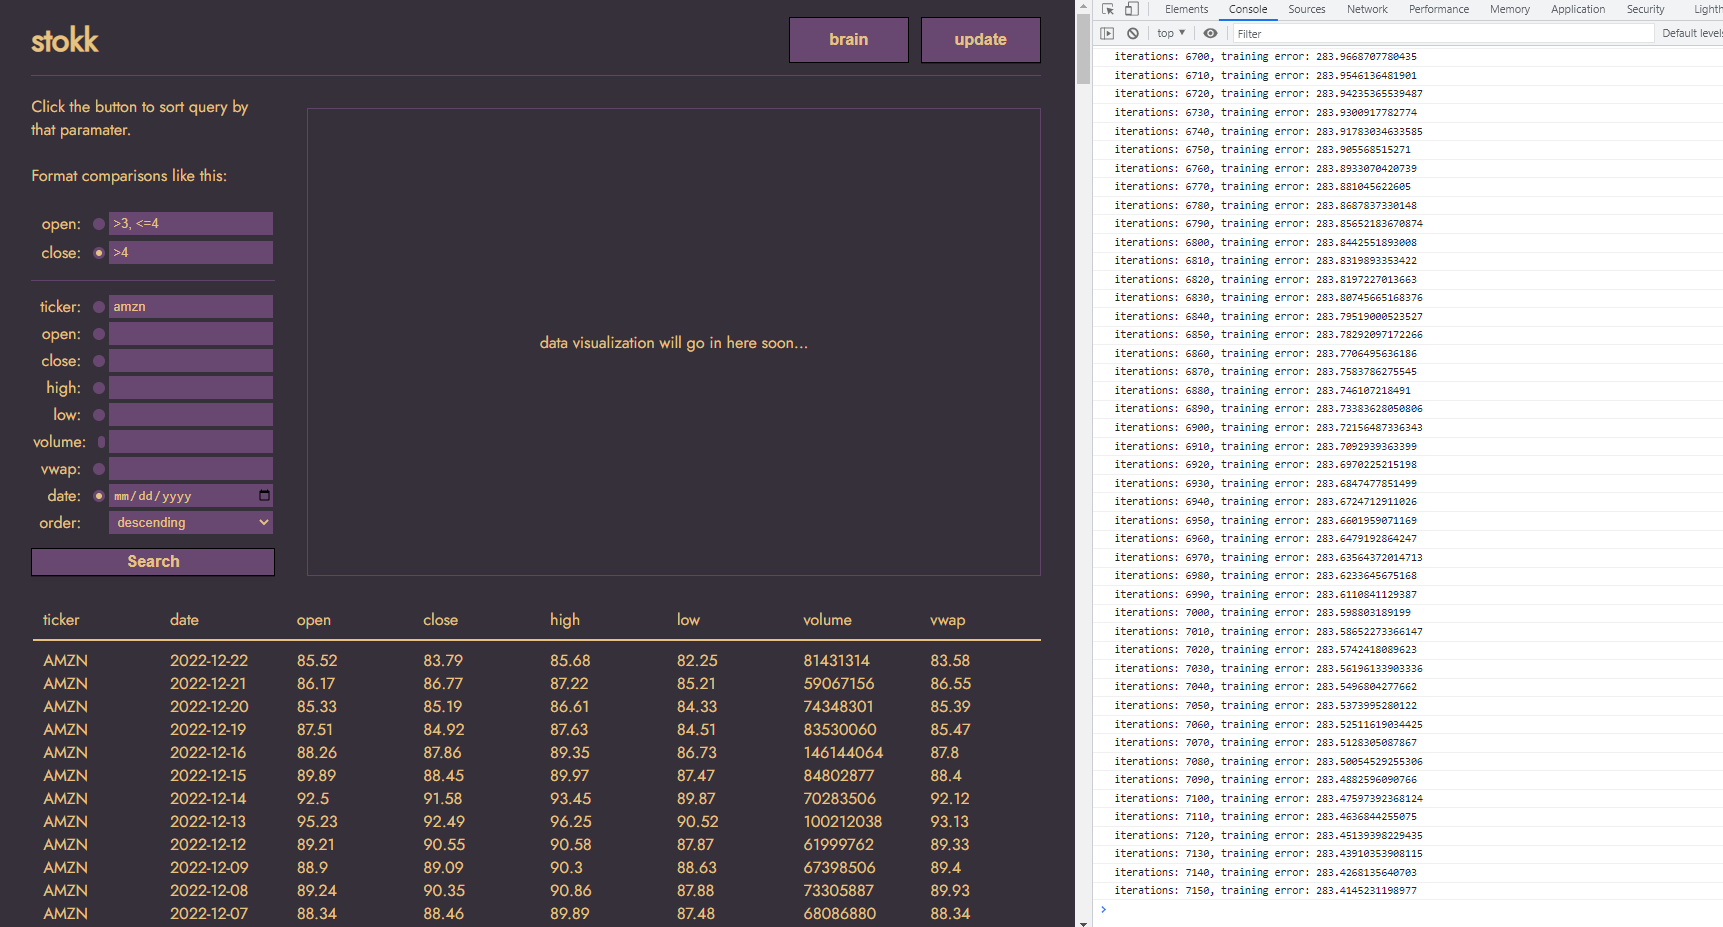 stokk
brain
update
Click the button to sort query by
that paramater.
Format comparisons like this:
open: >3, <=4
close: >4
ticker: amzn
open:
close:
high:
low:
volume:
vwap:
date: mm/dd/yyyy
order: descending
Search
data visualization will go in here soon...
ticker date open close high low volume vwap
AMZN 2022-12-22 85.52 83.79 85.68 82.25 81431314 83.58
AMZN 2022-12-21 86.17 86.77 87.22 85.21 59067156 86.55
AMZN 2022-12-20 85.33 85.19 86.61 84.33 74348301 85.39
AMZN 2022-12-19 87.51 84.92 87.63 84.51 83530060 85.47
AMZN 2022-12-16 88.26 87.86 89.35 86.73 146144064 87.8
AMZN 2022-12-15 89.89 88.45 89.97 87.47 84802877 88.4
AMZN 2022-12-14 92.5 91.58 93.45 89.87 70283506 92.12
AMZN 2022-12-13 95.23 92.49 96.25 90.52 100212038 93.13
AMZN 2022-12-12 89.21 90.55 90.58 87.87 61999762 89.33
AMZN 2022-12-09 88.9 89.09 90.3 88.63 67398506 89.4
AMZN 2022-12-08 89.24 90.35 90.86 87.88 73305887 89.93
AMZN 2022-12-07 88.34 88.46 89.89 87.48 68086880 88.34
Elements Console Sources Network Performance Memory Application Security Lighth
top Filter Default levels
iterations: 6700, training error: 283.9668707780435
iterations: 6710, training error: 283.9546136481901
iterations: 6720, training error: 283.94235365539487
iterations: 6730, training error: 283.9300917782774
iterations: 6740, training error: 283.91783034633585
iterations: 6750, training error: 283.905568515271
iterations: 6760, training error: 283.8933070420739
iterations: 6770, training error: 283.881045622605
iterations: 6780, training error: 283.8687837330148
iterations: 6790, training error: 283.85652183670874
iterations: 6800, training error: 283.8442551893008
iterations: 6810, training error: 283.8319893353422
iterations: 6820, training error: 283.8197227013663
iterations: 6830, training error: 283.80745665168376
iterations: 6840, training error: 283.79519000523527
iterations: 6850, training error: 283.78292097172266
iterations: 6860, training error: 283.7706495636186
iterations: 6870, training error: 283.7583786275545
iterations: 6880, training error: 283.746107218491
iterations: 6890, training error: 283.73383628050806
iterations: 6900, training error: 283.72156487336343
iterations: 6910, training error: 283.7092939363399
iterations: 6920, training error: 283.6970225215198
iterations: 6930, training error: 283.6847477851499
iterations: 6940, training error: 283.6724712911026
iterations: 6950, training error: 283.6601959071169
iterations: 6960, training error: 283.6479192864247
iterations: 6970, training error: 283.63564372014713
iterations: 6980, training error: 283.6233645675168
iterations: 6990, training error: 283.6110841129387
iterations: 7000, training error: 283.598803189199
iterations: 7010, training error: 283.58652273366147
iterations: 7020, training error: 283.5742418089623
iterations: 7030, training error: 283.56196133903336
iterations: 7040, training error: 283.5496804277662
iterations: 7050, training error: 283.5373995280122
iterations: 7060, training error: 283.52511619034425
iterations: 7070, training error: 283.5128305087867
iterations: 7080, training error: 283.50054529255306
iterations: 7090, training error: 283.4882596090766
iterations: 7100, training error: 283.47597392368124
iterations: 7110, training error: 283.4636844255075
iterations: 7120, training error: 283.45139398229435
iterations: 7130, training error: 283.43910353908115
iterations: 7140, training error: 283.4268135640703
iterations: 7150, training error: 283.4145231198977